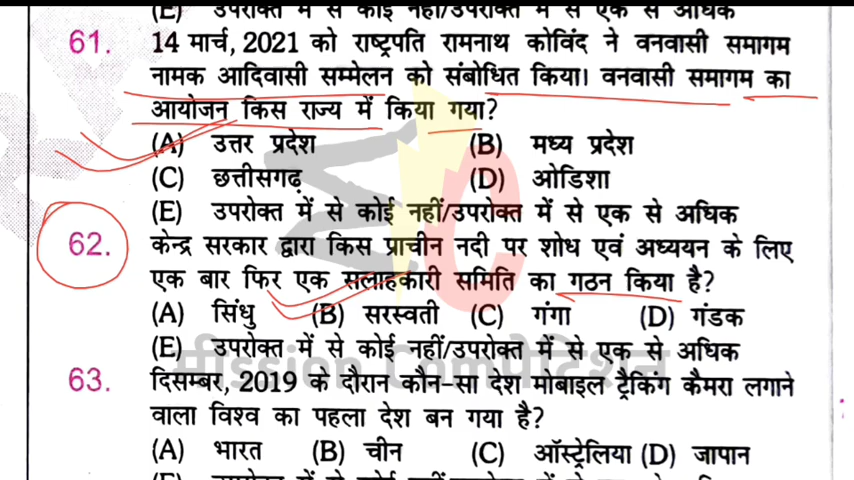 (E) उपरोक्त में से कोई नहीं/उपरोक्त में से एक से अधिक
61. 14 मार्च, 2021 को राष्ट्रपति रामनाथ कोविंद ने वनवासी समागम
नामक आदिवासी सम्मेलन को संबोधित किया। वनवासी समागम का
आयोजन किस राज्य में किया गया?
(A) उत्तर प्रदेश (B) मध्य प्रदेश
(C) छत्तीसगढ़ (D) ओडिशा
(E) उपरोक्त में से कोई नहीं/उपरोक्त में से एक से अधिक
62. केन्द्र सरकार द्वारा किस प्राचीन नदी पर शोध एवं अध्ययन के लिए
एक बार फिर एक सलाहकारी समिति का गठन किया है?
(A) सिंधु (B) सरस्वती (C) गंगा (D) गंडक
(E) उपरोक्त में से कोई नहीं/उपरोक्त में से एक से अधिक
मीssion Compeटिशन
63. दिसम्बर, 2019 के दौरान कौन-सा देश मोबाइल ट्रैकिंग कैमरा लगाने
वाला विश्व का पहला देश बन गया है?
(A) भारत (B) चीन (C) ऑस्ट्रेलिया (D) जापान